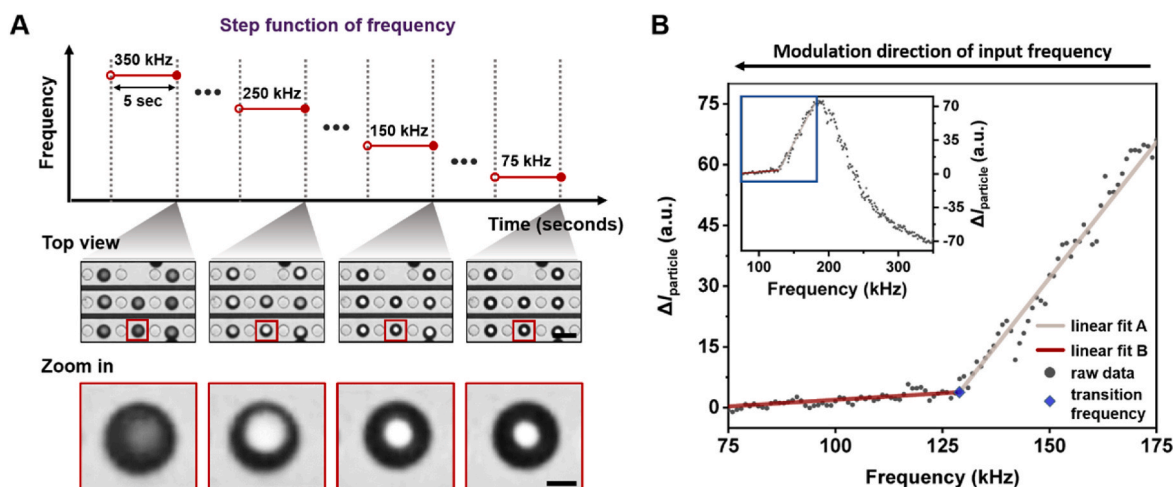 A
Step function of frequency
Frequency
350 kHz
5 sec
250 kHz
150 kHz
75 kHz
Time (seconds)
Top view
Zoom in
B
Modulation direction of input frequency
ΔIparticle (a.u.)
75
60
45
30
15
0
75
100
125
150
175
Frequency (kHz)
70
35
0
-35
-70
ΔIparticle (a.u.)
100
200
300
Frequency (kHz)
linear fit A
linear fit B
raw data
transition
frequency